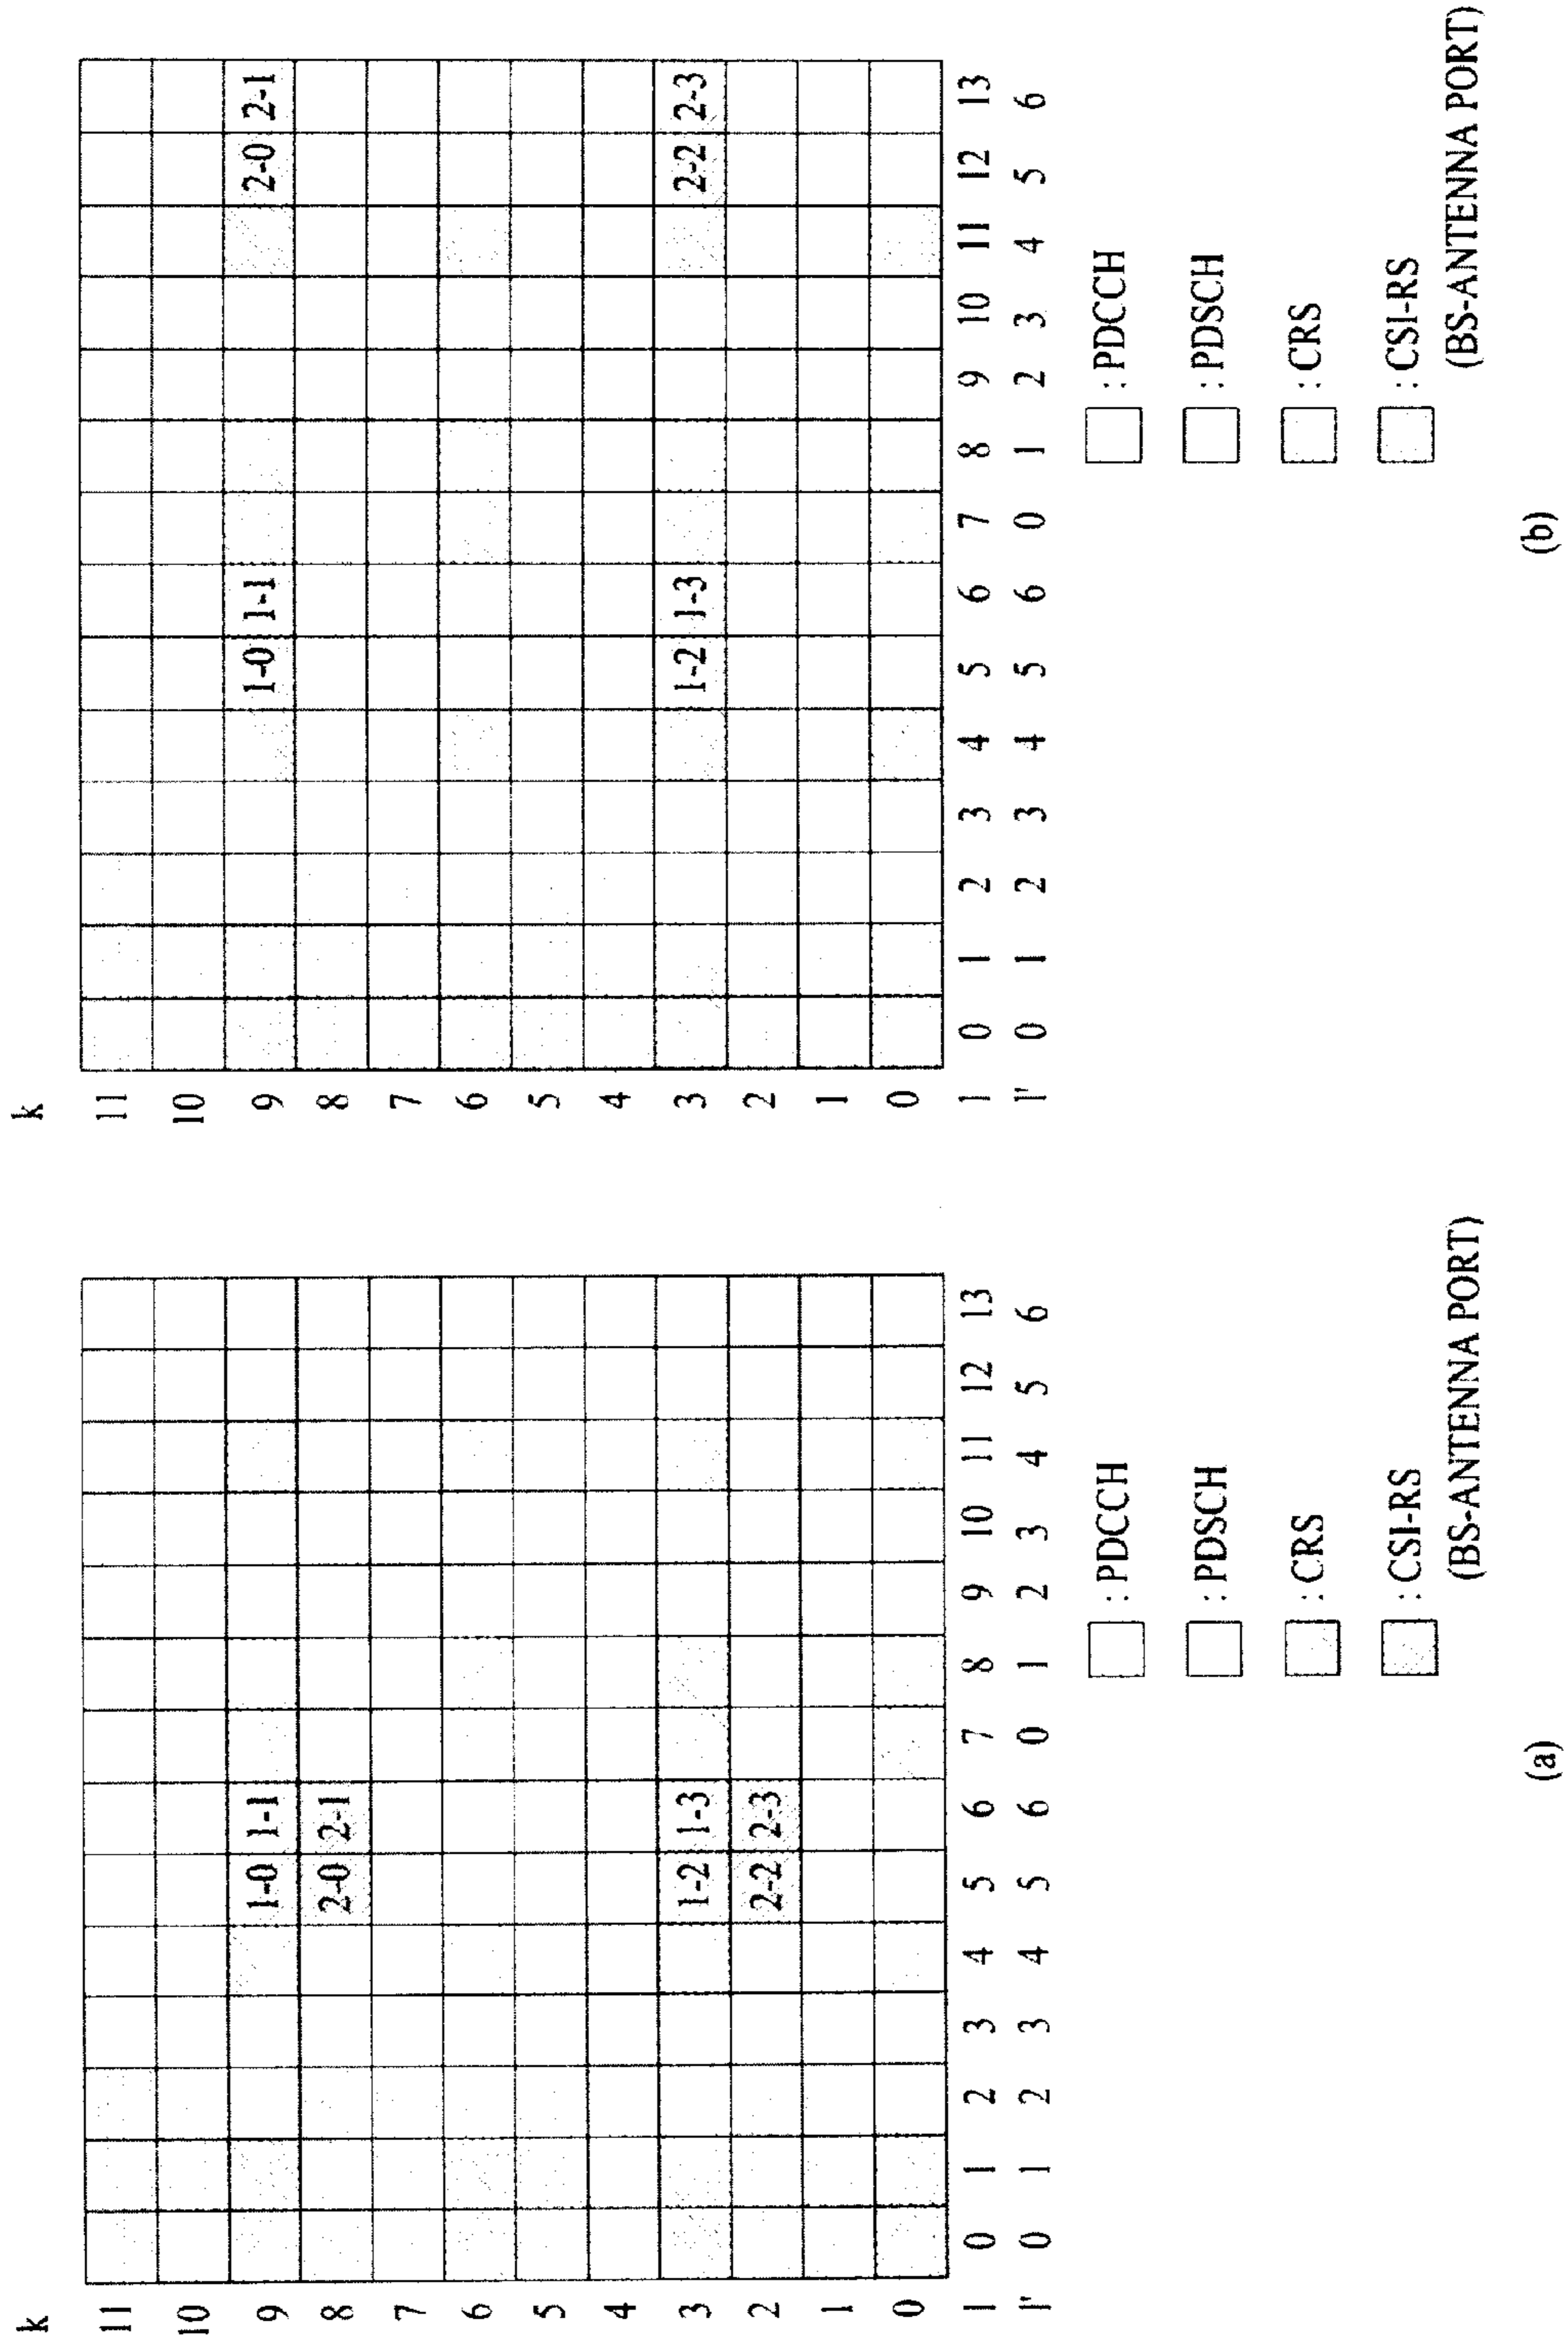 k
11
10
9 1-0 1-1
8 2-0 2-1
7
6
5
4
3 1-2 1-3
2 2-2 2-3
1
0
l 0 1 2 3 4 5 6 7 8 9 10 11 12 13
l' 0 1 2 3 4 5 6 0 1 2 3 4 5 6
: PDCCH
: PDSCH
: CRS
: CSI-RS
(BS-ANTENNA PORT)
(a)
k
11
10
9 1-0 1-1 2-0 2-1
8
7
6
5
4
3 1-2 1-3 2-2 2-3
2
1
0
l 0 1 2 3 4 5 6 7 8 9 10 11 12 13
l' 0 1 2 3 4 5 6 0 1 2 3 4 5 6
: PDCCH
: PDSCH
: CRS
: CSI-RS
(BS-ANTENNA PORT)
(b)